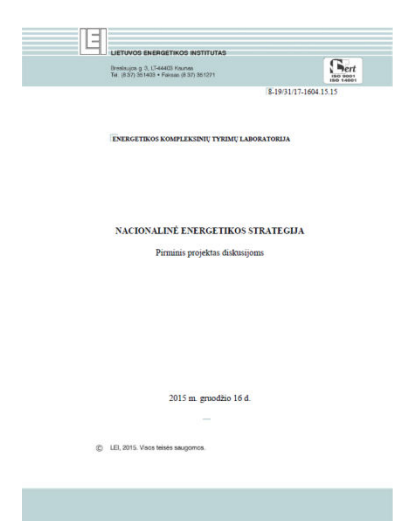 LEI
LIETUVOS ENERGETIKOS INSTITUTAS
Breslaujos g. 3, LT-44403 Kaunas
Tel. (8 37) 351403 • Faksas (8 37) 351271
Sert
ISO 9001
ISO 14001
8-19/31/17-1604.15.15
ENERGETIKOS KOMPLEKSINIŲ TYRIMŲ LABORATORIJA
NACIONALINĖ ENERGETIKOS STRATEGIJA
Pirminis projektas diskusijoms
2015 m. gruodžio 16 d.
© LEI, 2015. Visos teisės saugomos.